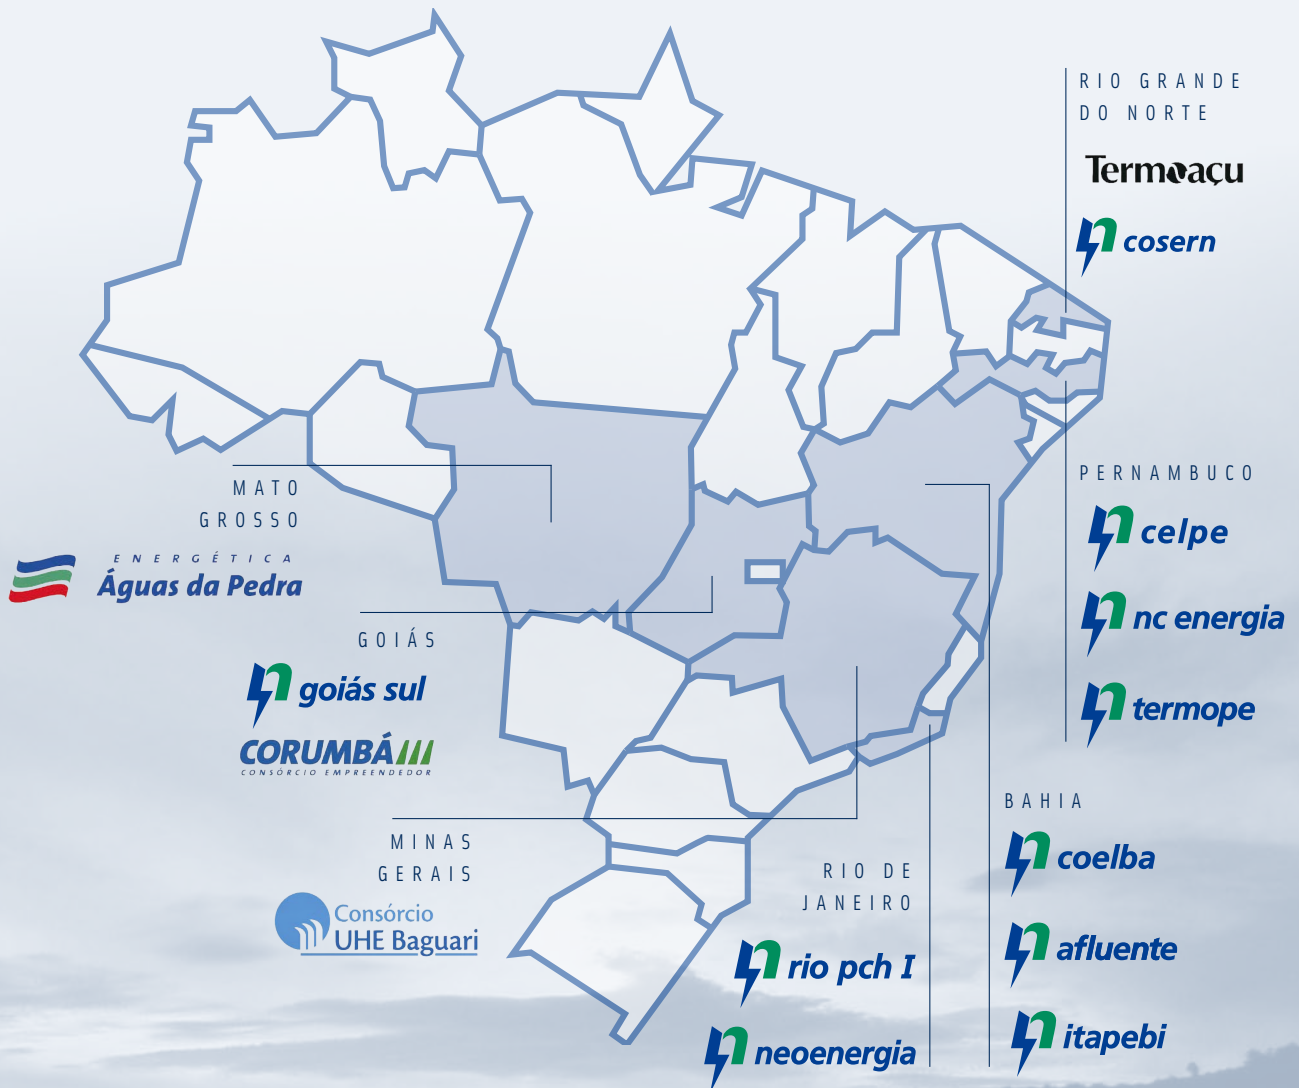 RIO GRANDE
DO NORTE
Termoaçu
cosern
PERNAMBUCO
celpe
nc energia
termope
MATO
GROSSO
ENERGÉTICA
Águas da Pedra
GOIÁS
goiás sul
CORUMBÁ III
CONSÓRCIO EMPREENDEDOR
MINAS
GERAIS
Consórcio
UHE Baguari
RIO DE
JANEIRO
rio pch I
neoenergia
BAHIA
coelba
afluente
itapebi